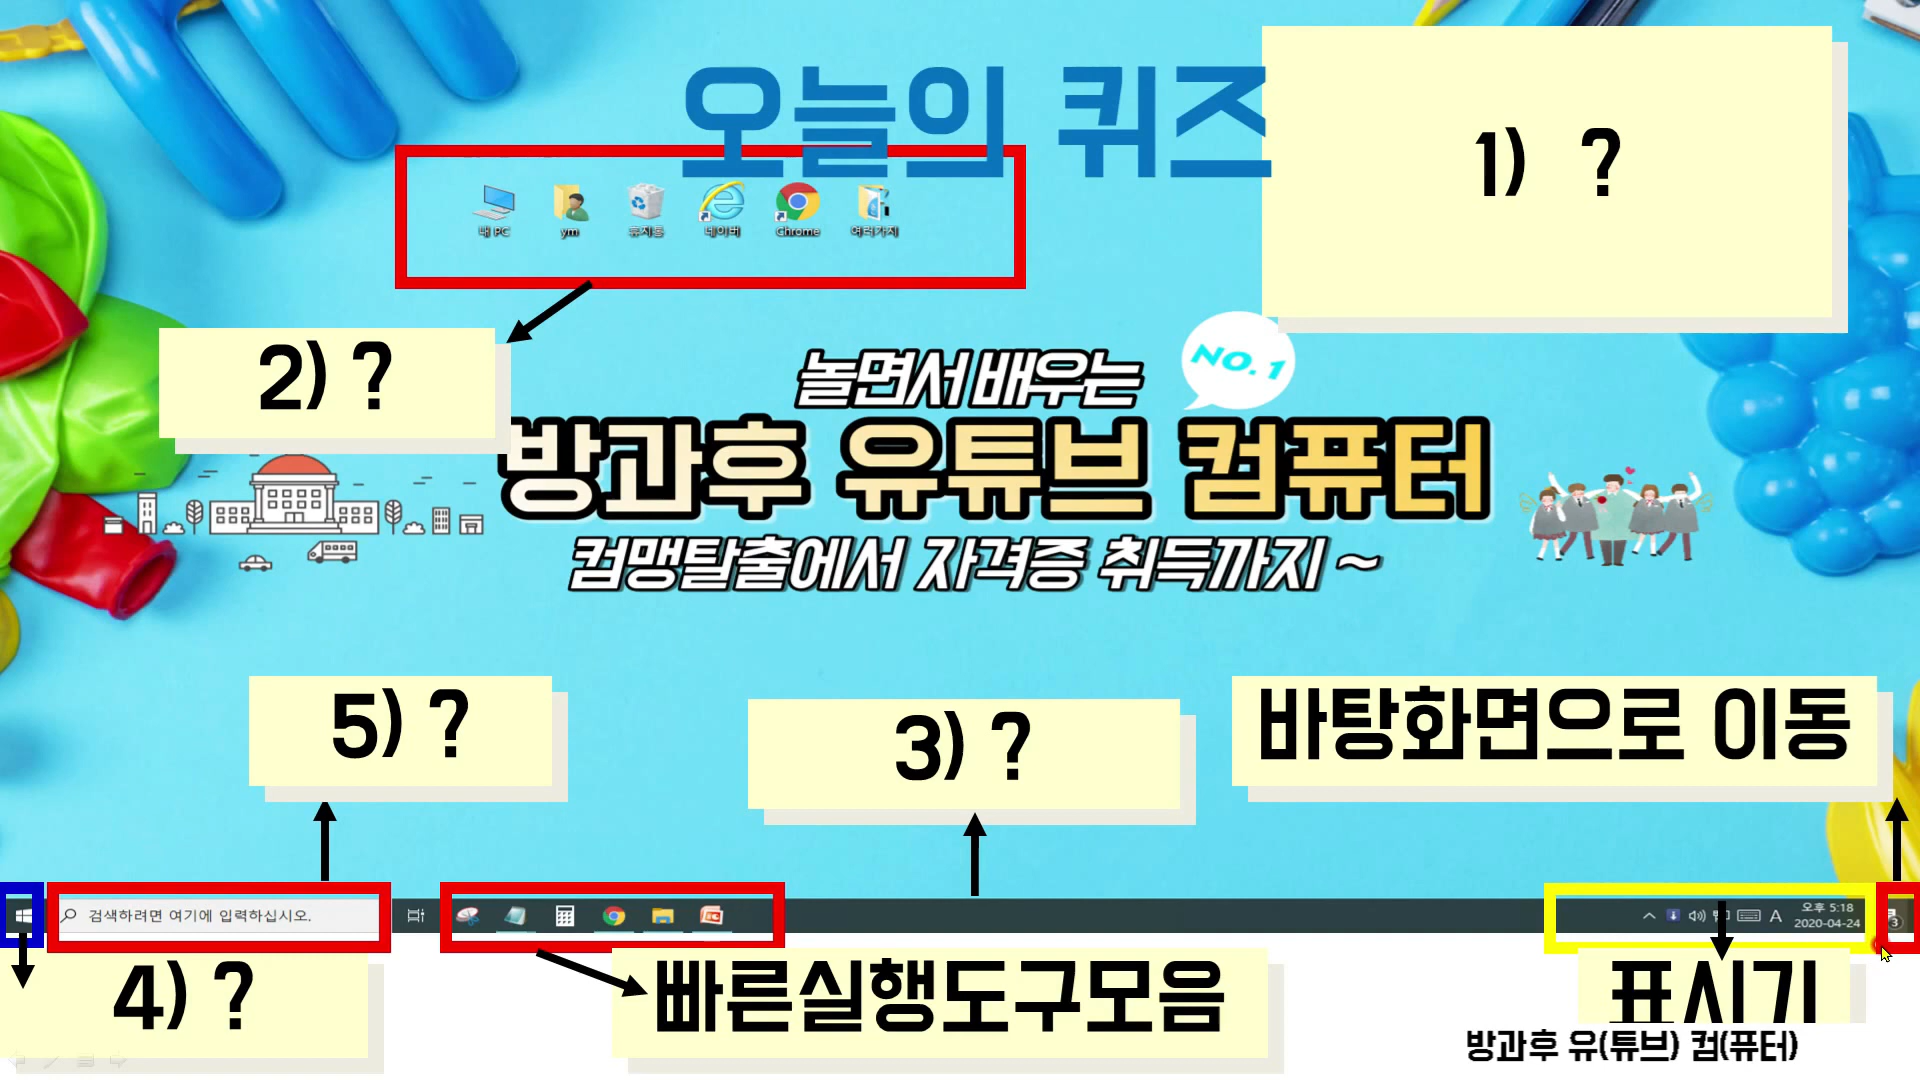 오늘의 퀴즈
1) ?
내 PC
ym
휴지통
네이버
Chrome
여러가지
2) ?
놀면서 배우는
NO. 1
방과후 유튜브 컴퓨터
컴맹탈출에서 자격증 취득까지 ~
5) ?
3) ?
바탕화면으로 이동
검색하려면 여기에 입력하십시오.
A
오후 5:18
2020-04-24
3
4) ?
빠른실행도구모음
표시기
방과후 유(튜브) 컴(퓨터)